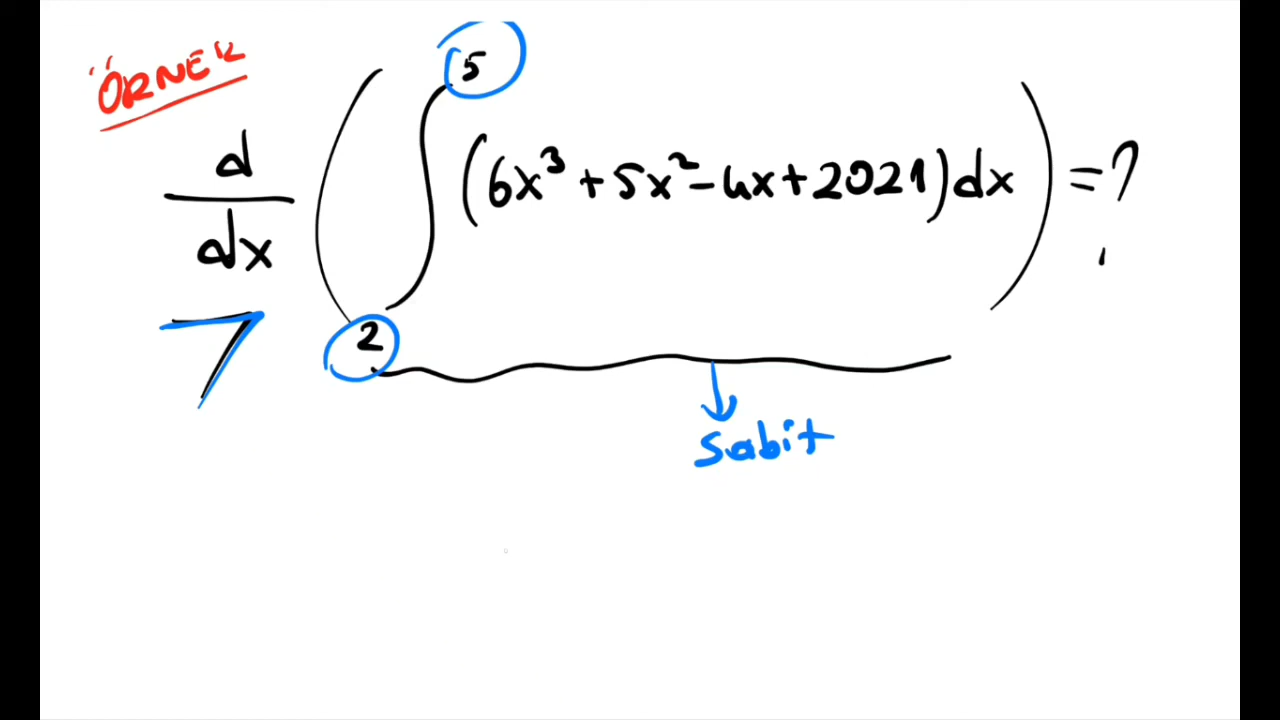 ÖRNEK
d/dx ( ∫₂⁵ (6x³ + 5x² - 4x + 2021) dx ) = ?
sabit